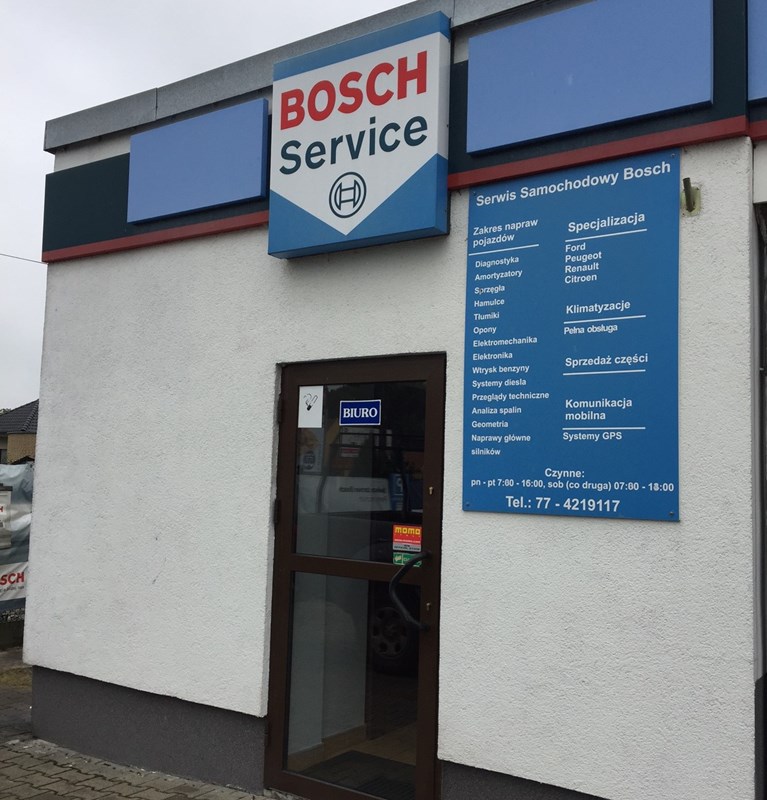 BOSCH
Service
Serwis Samochodowy Bosch
Zakres napraw
pojazdów
Diagnostyka
Amortyzatory
Sprzęgła
Hamulce
Tłumiki
Opony
Elektromechanika
Elektronika
Wtrysk benzyny
Systemy diesla
Przeglądy techniczne
Analiza spalin
Geometria
Naprawy główne
silników
Specjalizacja
Ford
Peugeot
Renault
Citroen
Klimatyzacje
Pełna obsługa
Sprzedaż części
Komunikacja
mobilna
Systemy GPS
Czynne:
pn - pt 7:00 - 16:00, sob (co druga) 07:00 - 13:00
Tel.: 77 - 4219117
BIURO
momo
OSCH